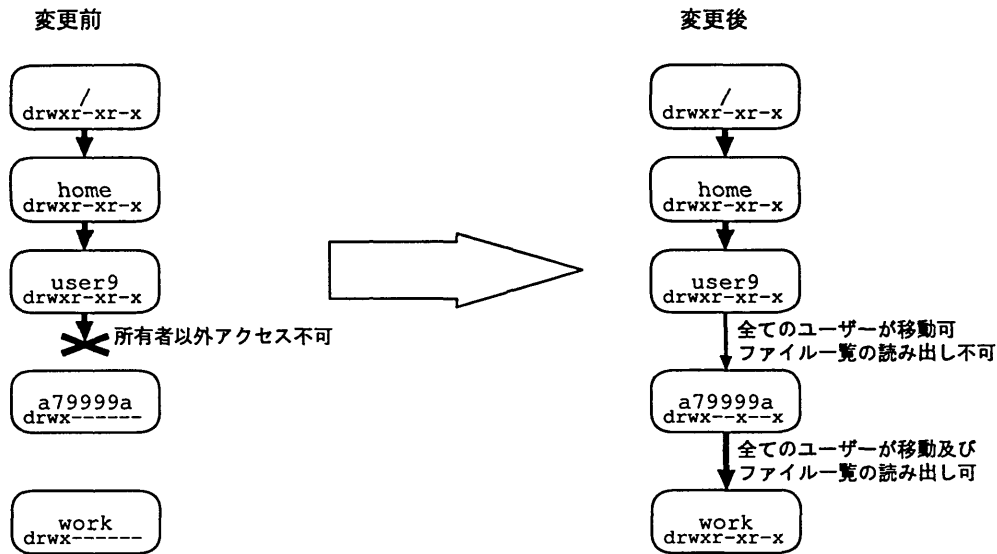 変更前
/
drwxr-xr-x
home
drwxr-xr-x
user9
drwxr-xr-x
所有者以外アクセス不可
a79999a
drwx------
work
drwx------
変更後
/
drwxr-xr-x
home
drwxr-xr-x
user9
drwxr-xr-x
全てのユーザーが移動可
ファイル一覧の読み出し不可
a79999a
drwx--x--x
全てのユーザーが移動及び
ファイル一覧の読み出し可
work
drwxr-xr-x